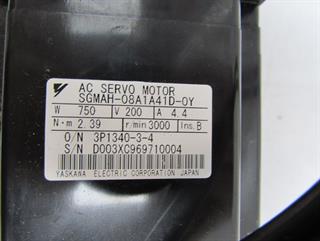 AC SERVO MOTOR
SGMAH-08A1A41D-0Y
W 750 V 200 A 4.4
N·m 2.39 r/min 3000 Ins. B
O/N 3P1340-3-4
S/N D003XC969710004
YASKAWA ELECTRIC CORPORATION JAPAN